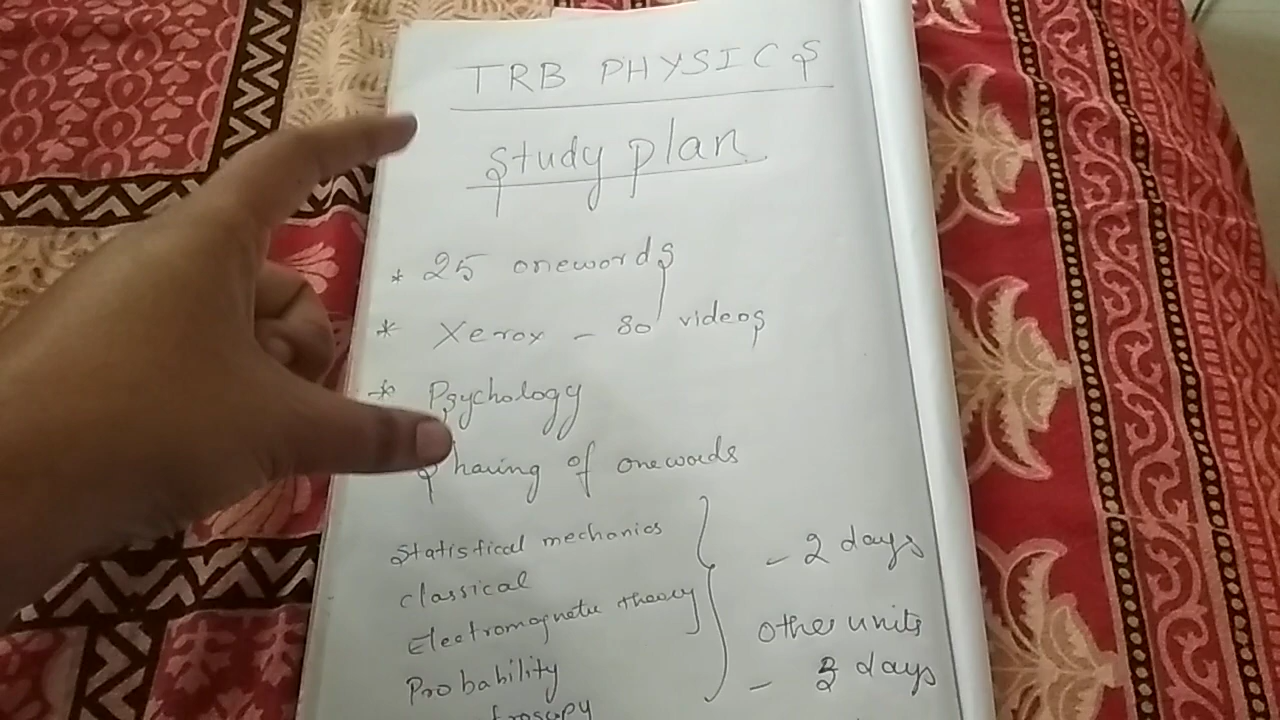 TRB PHYSICS
study plan
* 25 onewords
* Xerox - 80 videos
* Psychology
sharing of onewords
Statistical mechanics
classical
- 2 days
Electromagnetic theory
other units
Probability
- 3 days